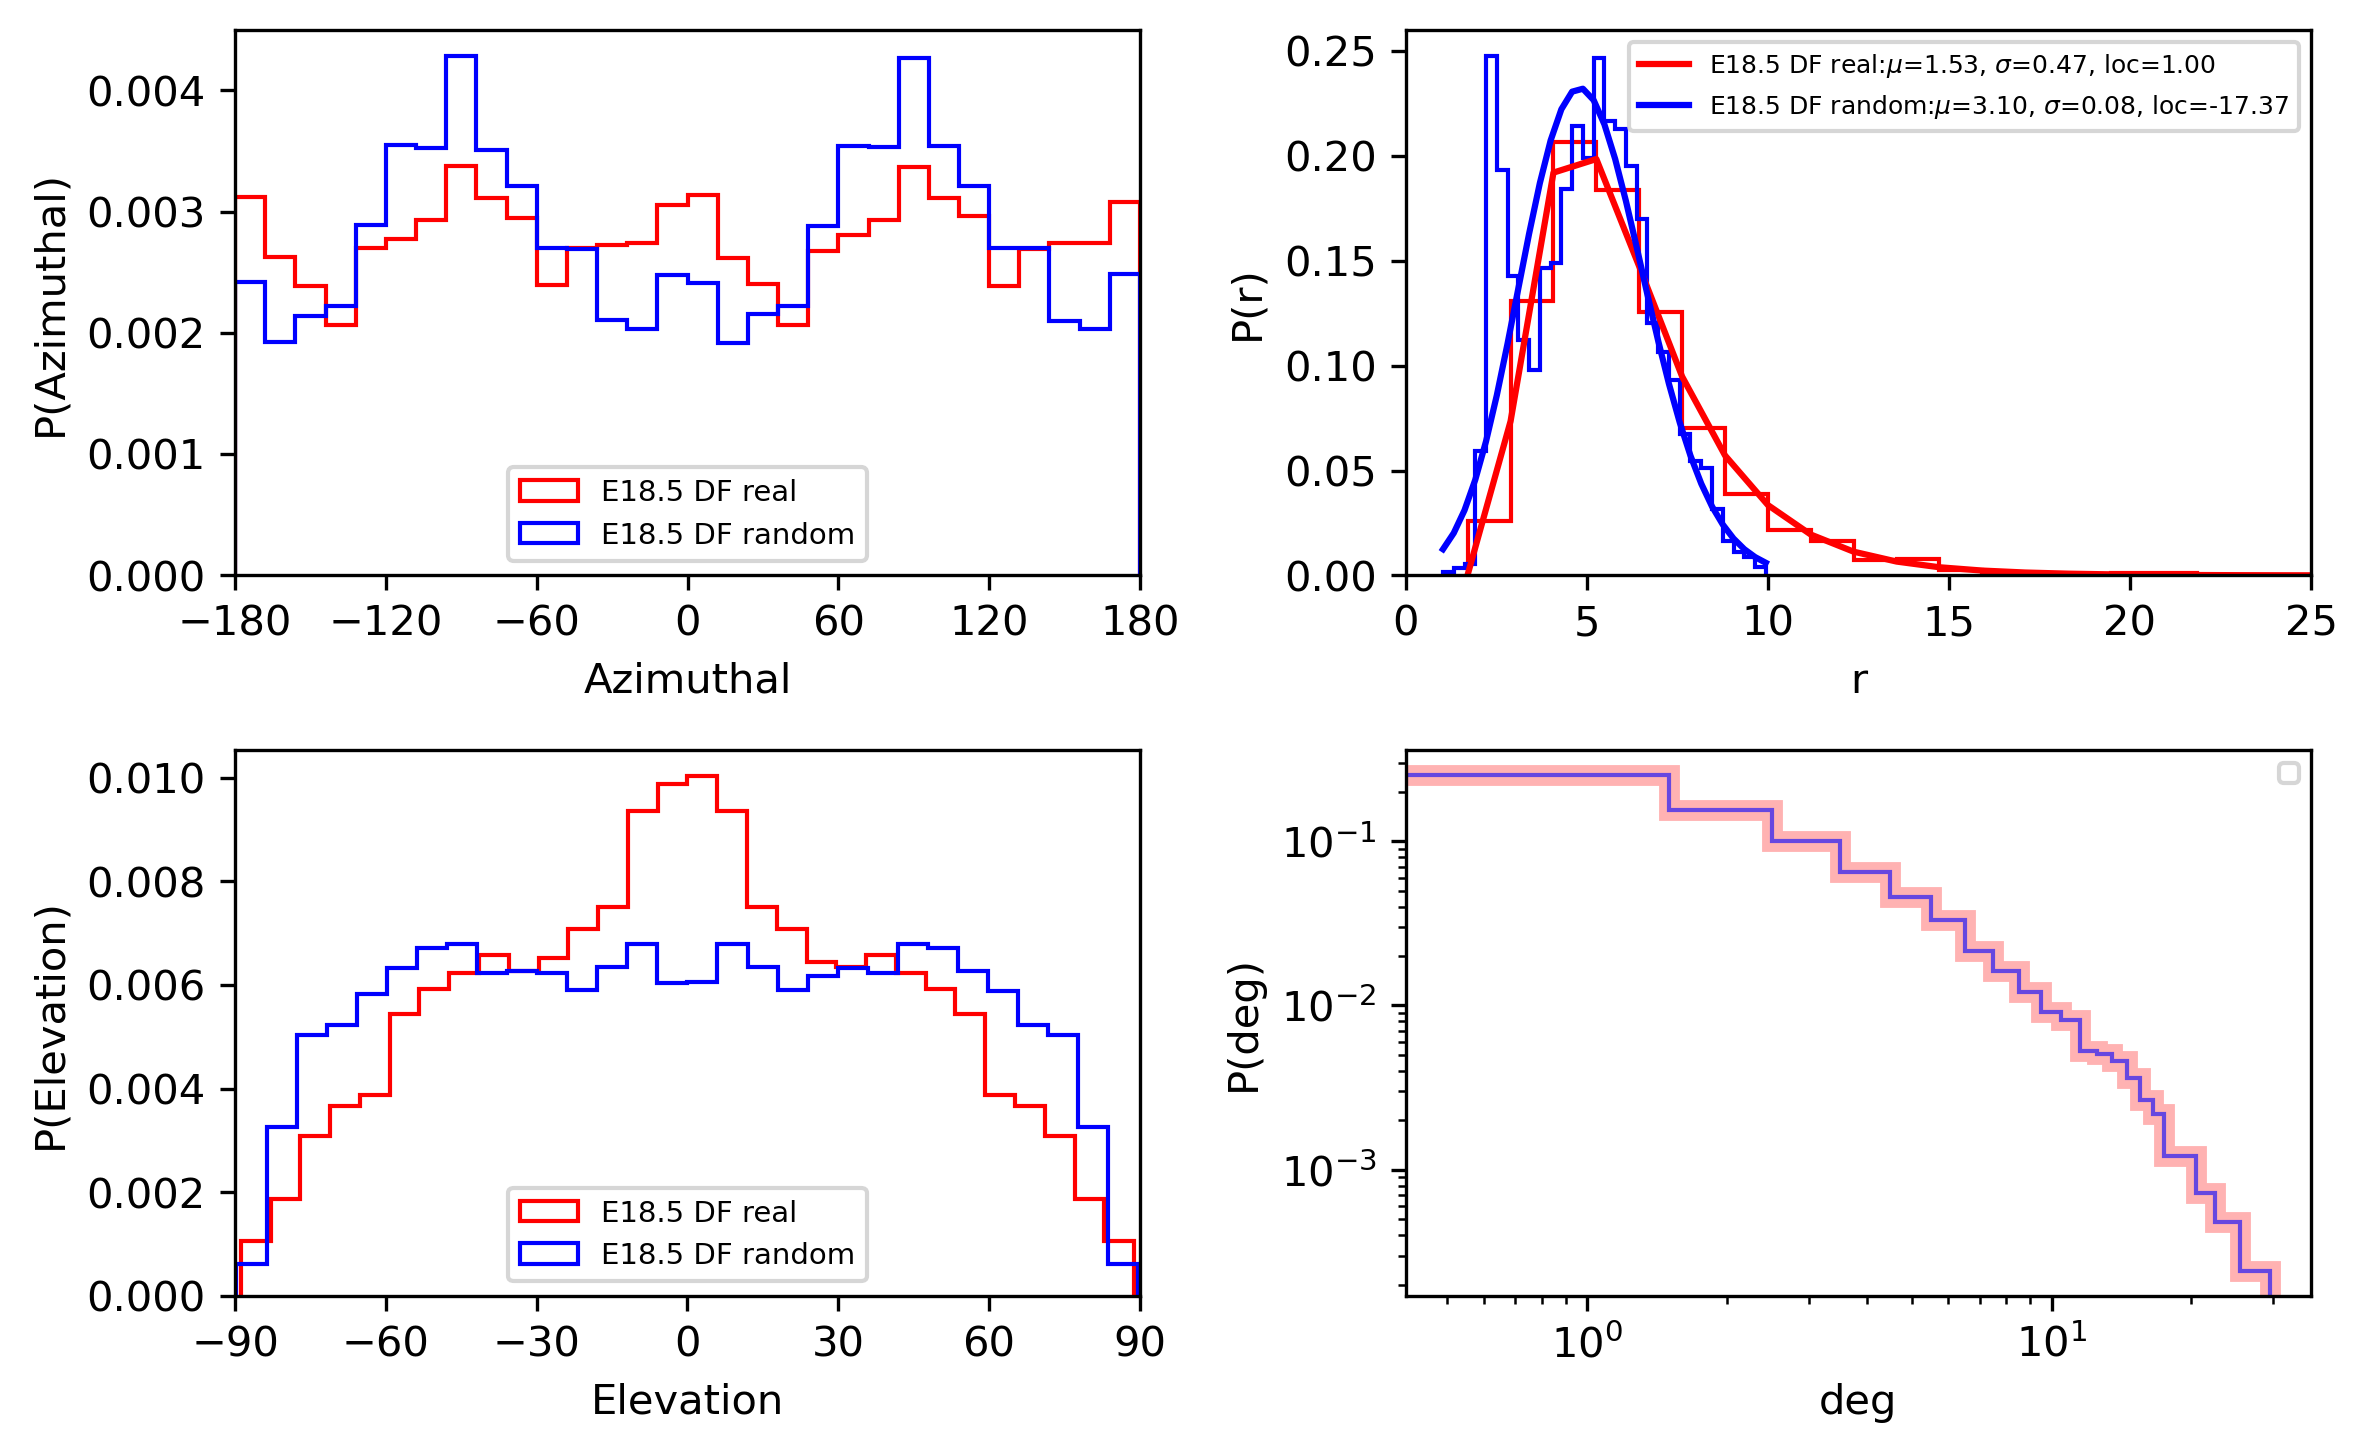 0.004
0.003
0.002
0.001
0.000
P(Azimuthal)
E18.5 DF real
E18.5 DF random
−180 −120 −60 0 60 120 180
Azimuthal
0.25
0.20
0.15
0.10
0.05
0.00
P(r)
E18.5 DF real:μ=1.53, σ=0.47, loc=1.00
E18.5 DF random:μ=3.10, σ=0.08, loc=-17.37
0 5 10 15 20 25
r
0.010
0.008
0.006
0.004
0.002
0.000
P(Elevation)
E18.5 DF real
E18.5 DF random
−90 −60 −30 0 30 60 90
Elevation
10⁻¹
10⁻²
10⁻³
P(deg)
10⁰ 10¹
deg